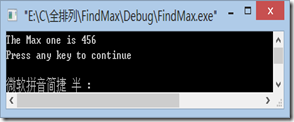 "E:\C\全排列\FindMax\Debug\FindMax.exe"
The Max one is 456
Press any key to continue
微软拼音简捷 半 :